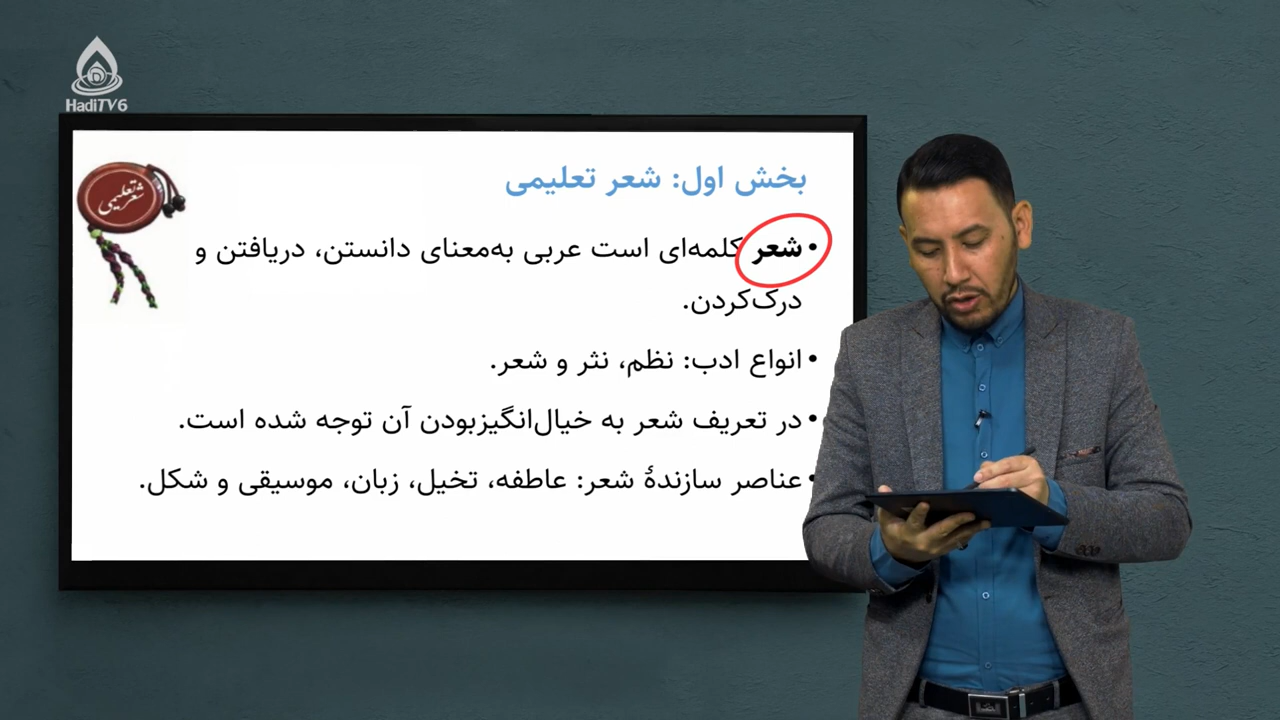 HadiTV6
بخش اول: شعر تعلیمی
شعر تعلیمی
• شعر کلمه‌ای است عربی به‌معنای دانستن، دریافتن و
درک‌کردن.
• انواع ادب: نظم، نثر و شعر.
• در تعریف شعر به خیال‌انگیزبودن آن توجه شده است.
• عناصر سازندهٔ شعر: عاطفه، تخیل، زبان، موسیقی و شکل.